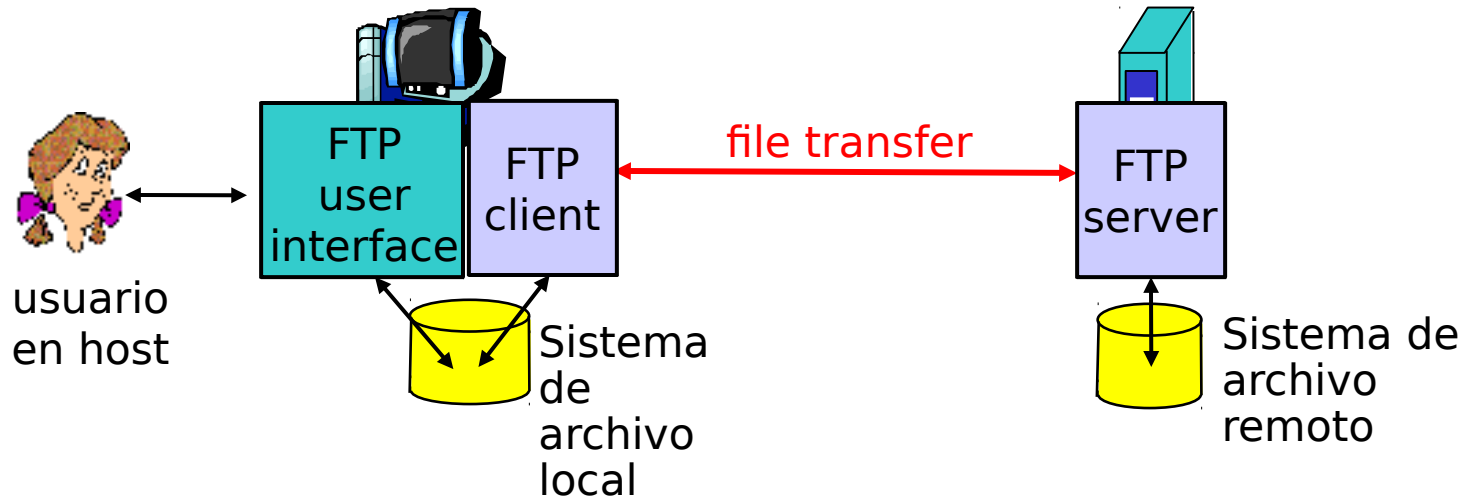 file transfer
FTP
user
interface
FTP
client
FTP
server
usuario
en host
Sistema
de
archivo
local
Sistema de
archivo
remoto